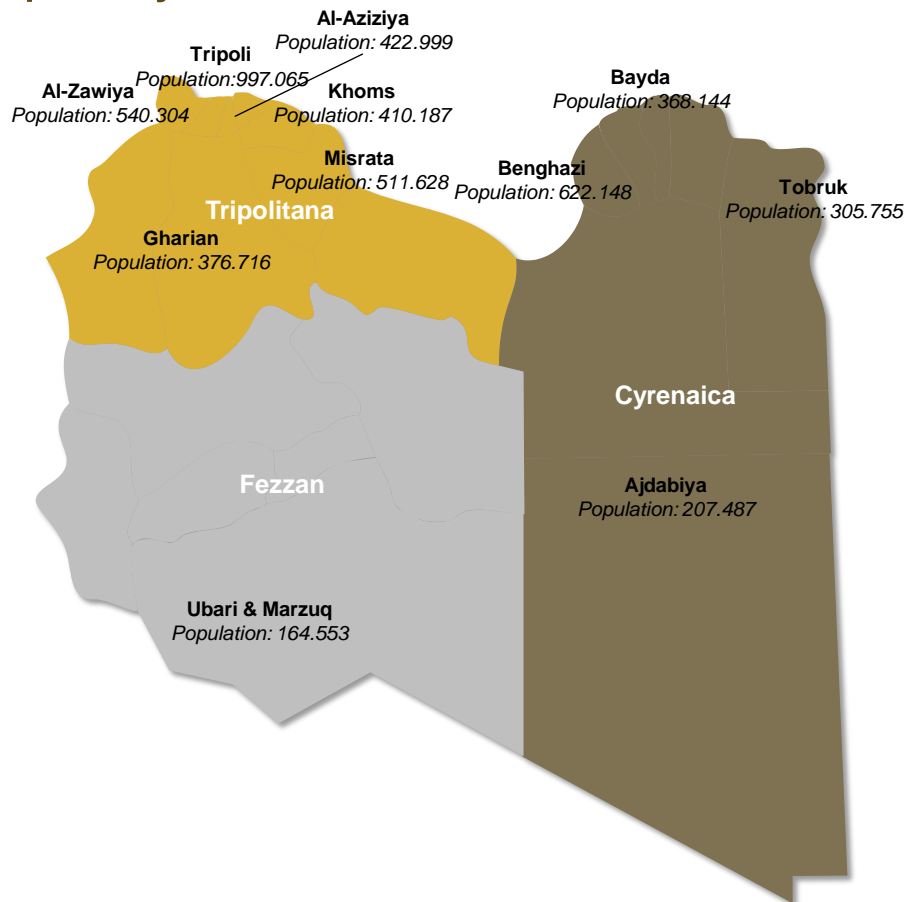 Al-Aziziya
Population: 422.999
Tripoli
Population:997.065
Al-Zawiya
Population: 540.304
Khoms
Population: 410.187
Bayda
Population: 368.144
Misrata
Population: 511.628
Benghazi
Population: 622.148
Tobruk
Population: 305.755
Tripolitana
Gharian
Population: 376.716
Cyrenaica
Fezzan
Ajdabiya
Population: 207.487
Ubari & Marzuq
Population: 164.553